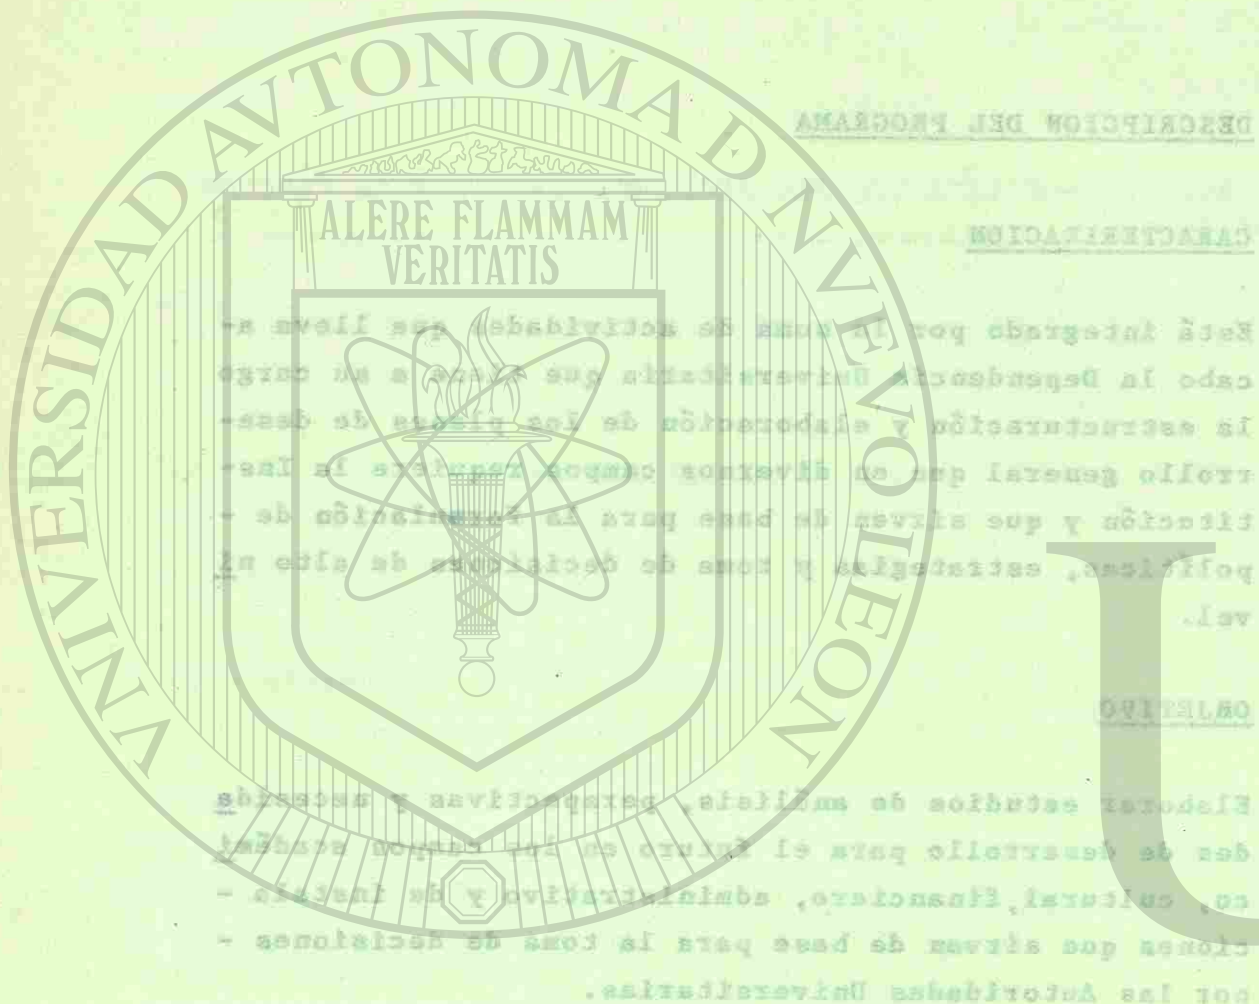 VNIVERSIDAD AVTONOMA D NVEVO LEON
ALERE FLAMMAM
VERITATIS
U
DESCRIPCION DEL PROGRAMA
CARACTERIZACION
Está integrado por la suma de actividades que lleva a-
cabo la Dependencia Universitaria que tiene a su cargo
la estructuración y elaboración de los planes de desa-
rrollo general que en diversos campos requiere la Ins-
titución y que sirven de base para la formulación de -
políticas, estrategias y toma de decisiones de alto ni
vel.
OBJETIVO
Elaborar estudios de análisis, perspectivas y necesida
des de desarrollo para el futuro en los campos académi
co, cultural, financiero, administrativo y de instala -
ciones que sirvan de base para la toma de decisiones -
por las Autoridades Universitarias.